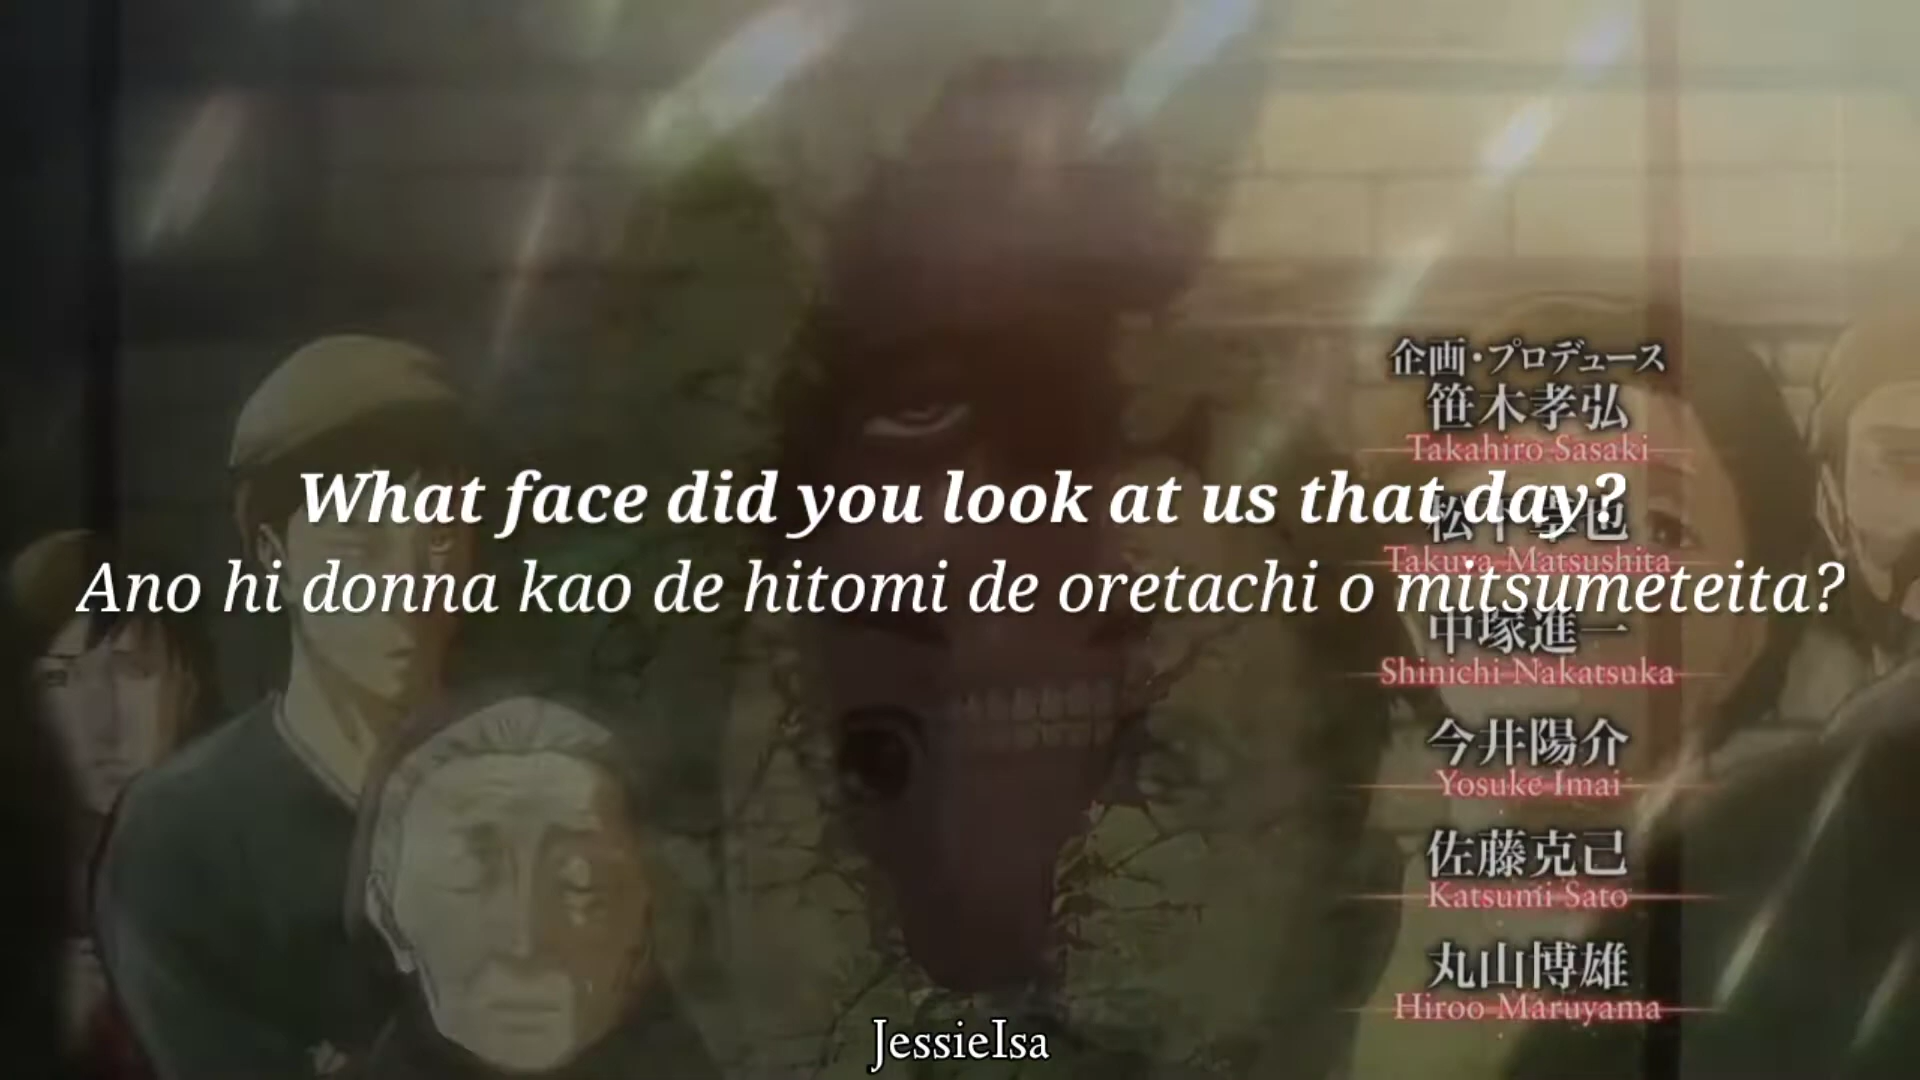 企画・プロデュース
笹木孝弘
Takahiro Sasaki
What face did you look at us that day?
Takuya Matsushita
Ano hi donna kao de hitomi de oretachi o mitsumeteita?
中塚進一
Shinichi Nakatsuka
今井陽介
Yosuke Imai
佐藤克己
Katsumi Sato
丸山博雄
Hiroo Maruyama
JessieIsa